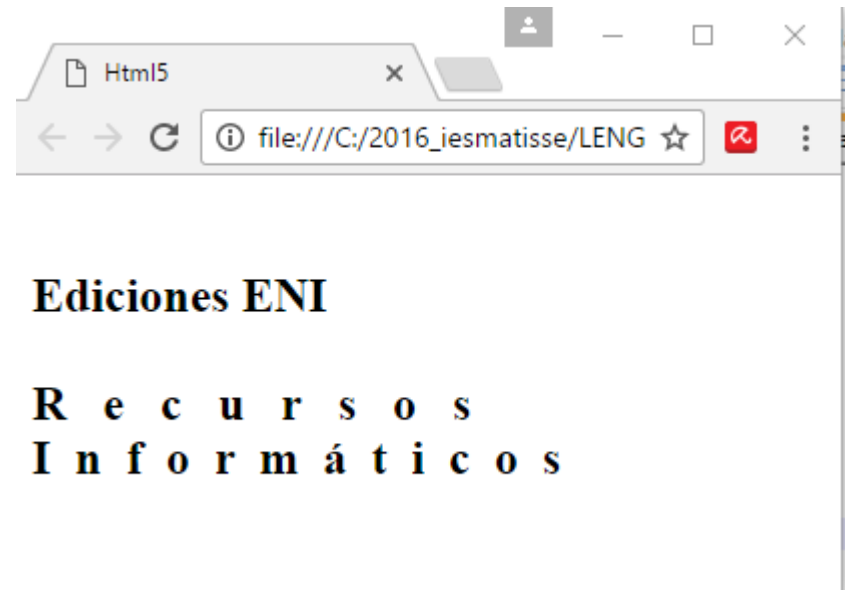 Html5
file:///C:/2016_iesmatisse/LENG
Ediciones ENI
R e c u r s o s
I n f o r m á t i c o s